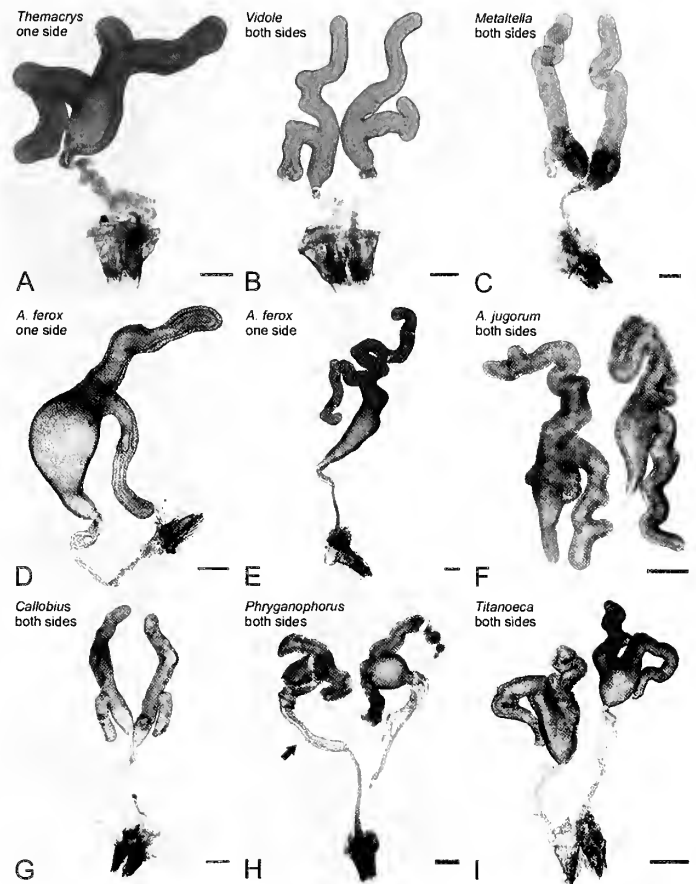 Themacrys
one side
A
Vidole
both sides
B
Metaltella
both sides
C
A. ferox
one side
D
A. ferox
one side
E
A. jugorum
both sides
F
Callobius
both sides
G
Phryganophorus
both sides
H
Titanoeca
both sides
I